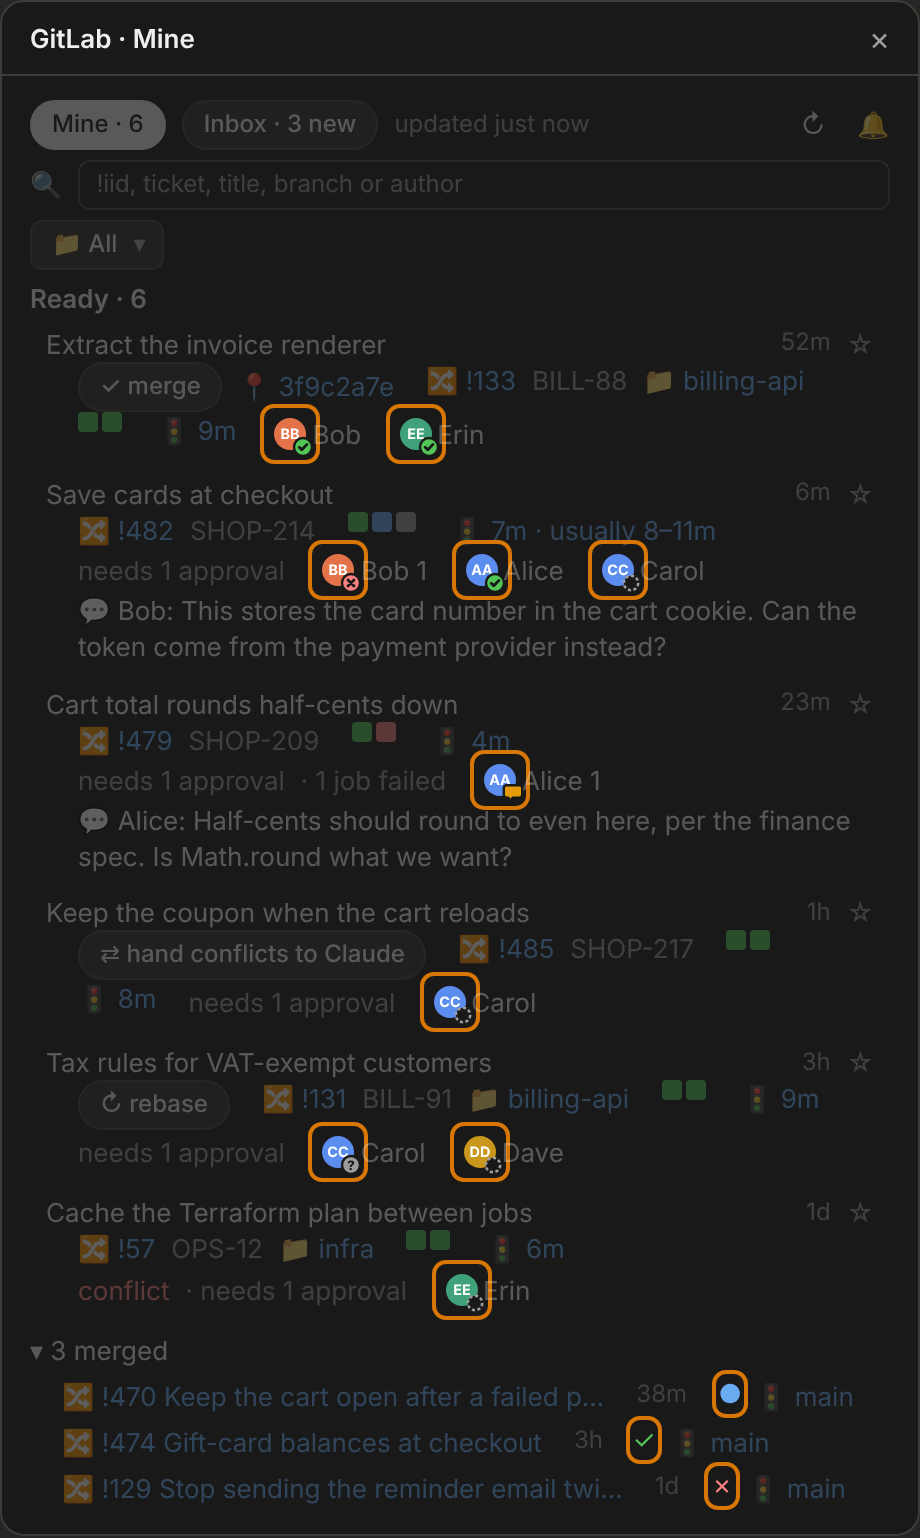 GitLab · Mine ×
Mine · 6 Inbox · 3 new updated just now
!iid, ticket, title, branch or author
All ▾
Ready · 6
Extract the invoice renderer 52m ☆
✓ merge 3f9c2a7e !133 BILL-88 billing-api
9m BB Bob EE Erin
Save cards at checkout 6m ☆
!482 SHOP-214 7m · usually 8–11m
needs 1 approval BB Bob 1 AA Alice CC Carol
Bob: This stores the card number in the cart cookie. Can the
token come from the payment provider instead?
Cart total rounds half-cents down 23m ☆
!479 SHOP-209 4m
needs 1 approval · 1 job failed AA Alice 1
Alice: Half-cents should round to even here, per the finance
spec. Is Math.round what we want?
Keep the coupon when the cart reloads 1h ☆
⇄ hand conflicts to Claude !485 SHOP-217
8m needs 1 approval CC Carol
Tax rules for VAT-exempt customers 3h ☆
↻ rebase !131 BILL-91 billing-api 9m
needs 1 approval CC ? Carol DD Dave
Cache the Terraform plan between jobs 1d ☆
!57 OPS-12 infra 6m
conflict · needs 1 approval EE Erin
▾ 3 merged
!470 Keep the cart open after a failed p... 38m main
!474 Gift-card balances at checkout 3h ✓ main
!129 Stop sending the reminder email twi... 1d ✕ main